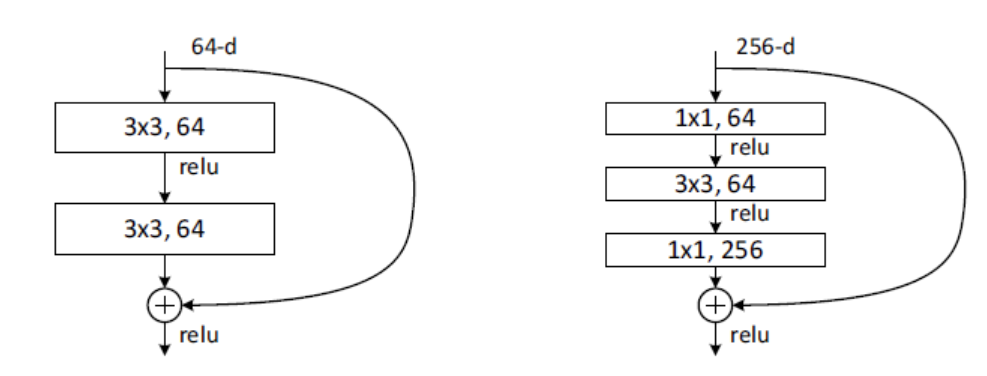 64-d
3x3, 64
relu
3x3, 64
relu
256-d
1x1, 64
relu
3x3, 64
relu
1x1, 256
relu